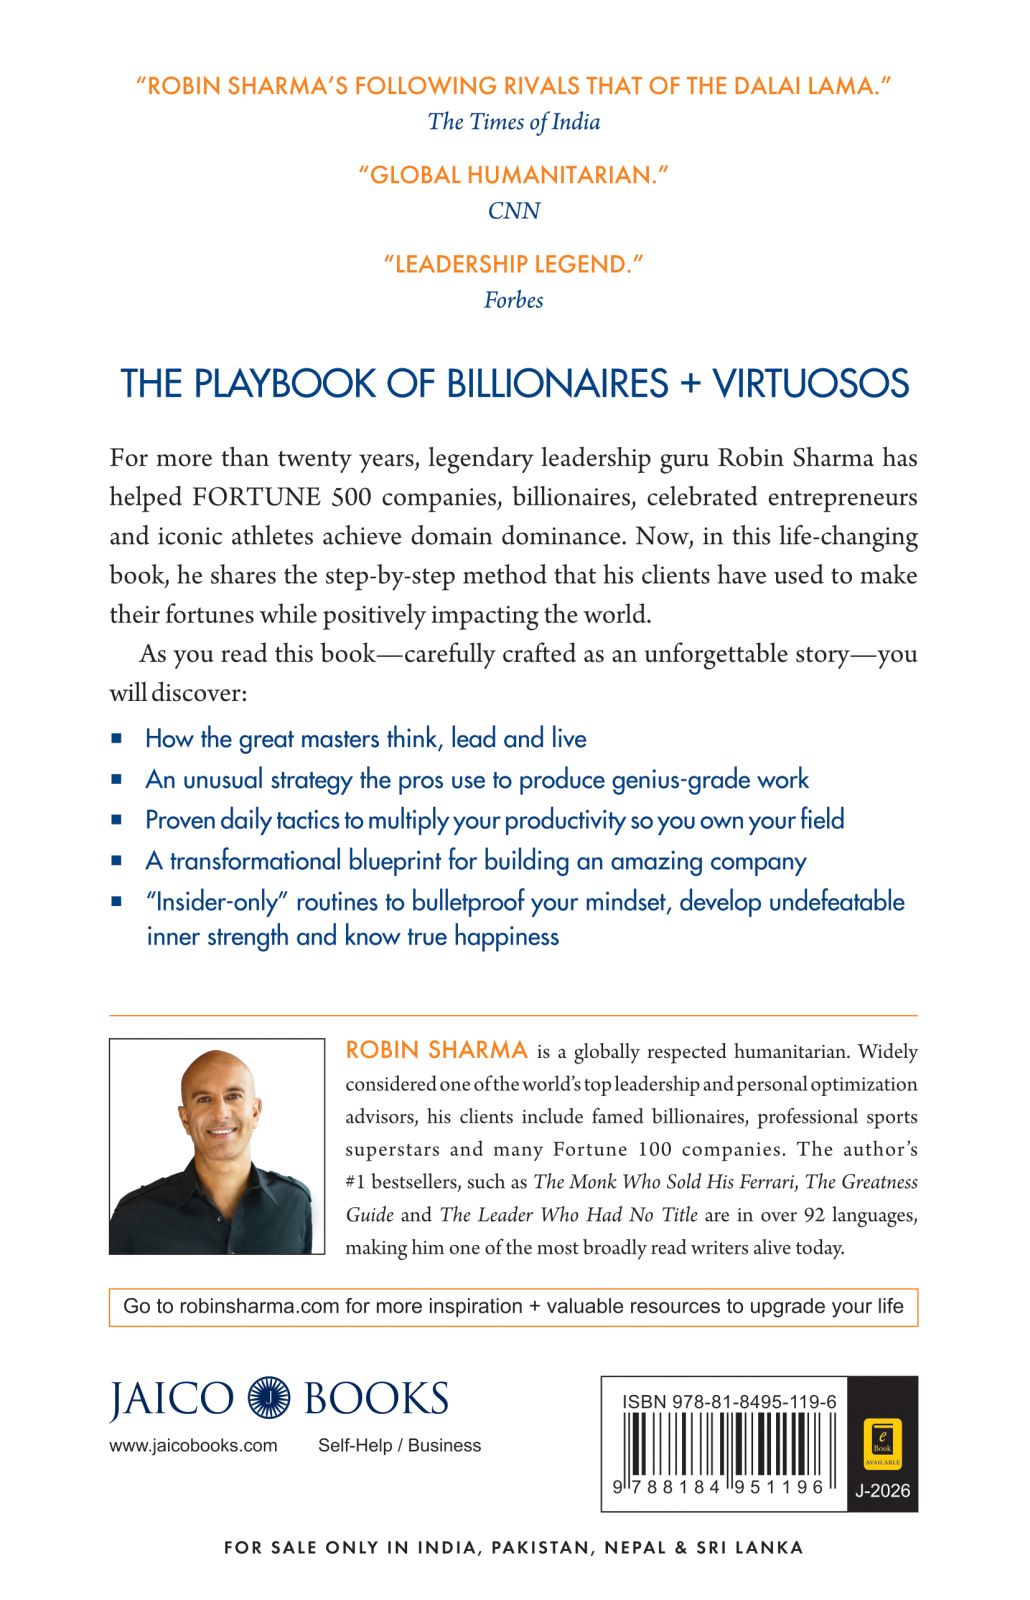 “ROBIN SHARMA’S FOLLOWING RIVALS THAT OF THE DALAI LAMA.”
The Times of India
“GLOBAL HUMANITARIAN.”
CNN
“LEADERSHIP LEGEND.”
Forbes
THE PLAYBOOK OF BILLIONAIRES + VIRTUOSOS
For more than twenty years, legendary leadership guru Robin Sharma has
helped FORTUNE 500 companies, billionaires, celebrated entrepreneurs
and iconic athletes achieve domain dominance. Now, in this life-changing
book, he shares the step-by-step method that his clients have used to make
their fortunes while positively impacting the world.
As you read this book—carefully crafted as an unforgettable story—you
will discover:
■ How the great masters think, lead and live
■ An unusual strategy the pros use to produce genius-grade work
■ Proven daily tactics to multiply your productivity so you own your field
■ A transformational blueprint for building an amazing company
■ “Insider-only” routines to bulletproof your mindset, develop undefeatable
inner strength and know true happiness
ROBIN SHARMA is a globally respected humanitarian. Widely
considered one of the world’s top leadership and personal optimization
advisors, his clients include famed billionaires, professional sports
superstars and many Fortune 100 companies. The author’s
#1 bestsellers, such as The Monk Who Sold His Ferrari, The Greatness
Guide and The Leader Who Had No Title are in over 92 languages,
making him one of the most broadly read writers alive today.
Go to robinsharma.com for more inspiration + valuable resources to upgrade your life
JAICO J BOOKS
www.jaicobooks.com Self-Help / Business
ISBN 978-81-8495-119-6
9 788184 951196
e
Book
AVAILABLE
J-2026
FOR SALE ONLY IN INDIA, PAKISTAN, NEPAL & SRI LANKA